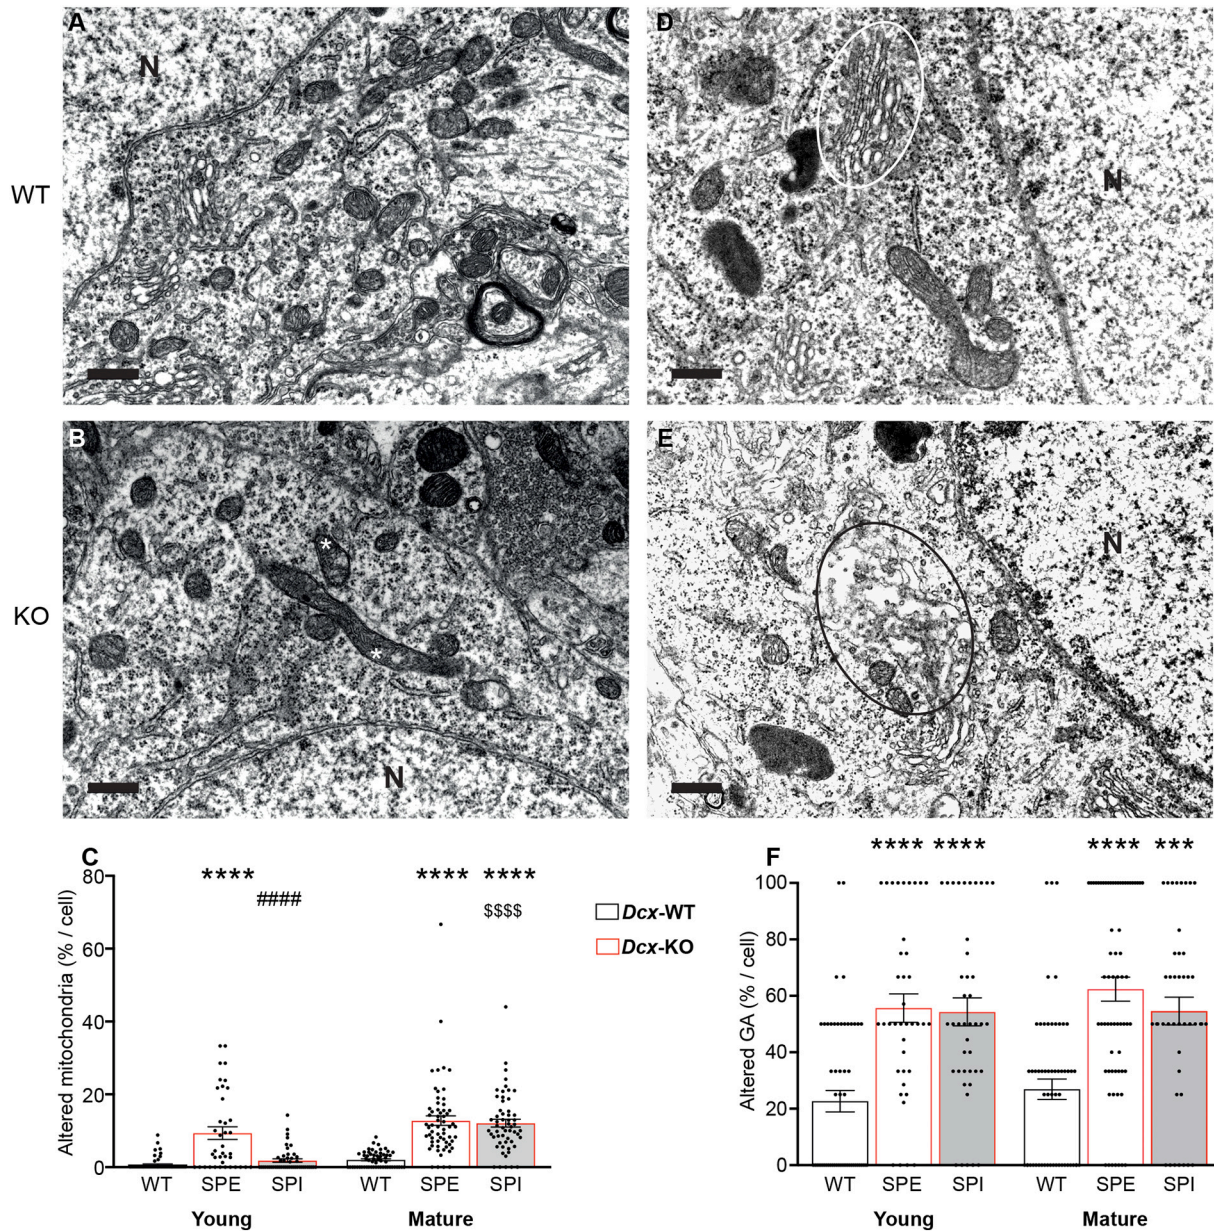 A
N
D
N
WT
B
*
*
N
E
N
KO
C
Altered mitochondria (% / cell)
80
60
40
20
0
****
####
****
****
$$$$
WT
SPE
SPI
WT
SPE
SPI
Young
Mature
Dcx-WT
Dcx-KO
F
Altered GA (% / cell)
100
80
60
40
20
0
****
****
****
***
WT
SPE
SPI
WT
SPE
SPI
Young
Mature